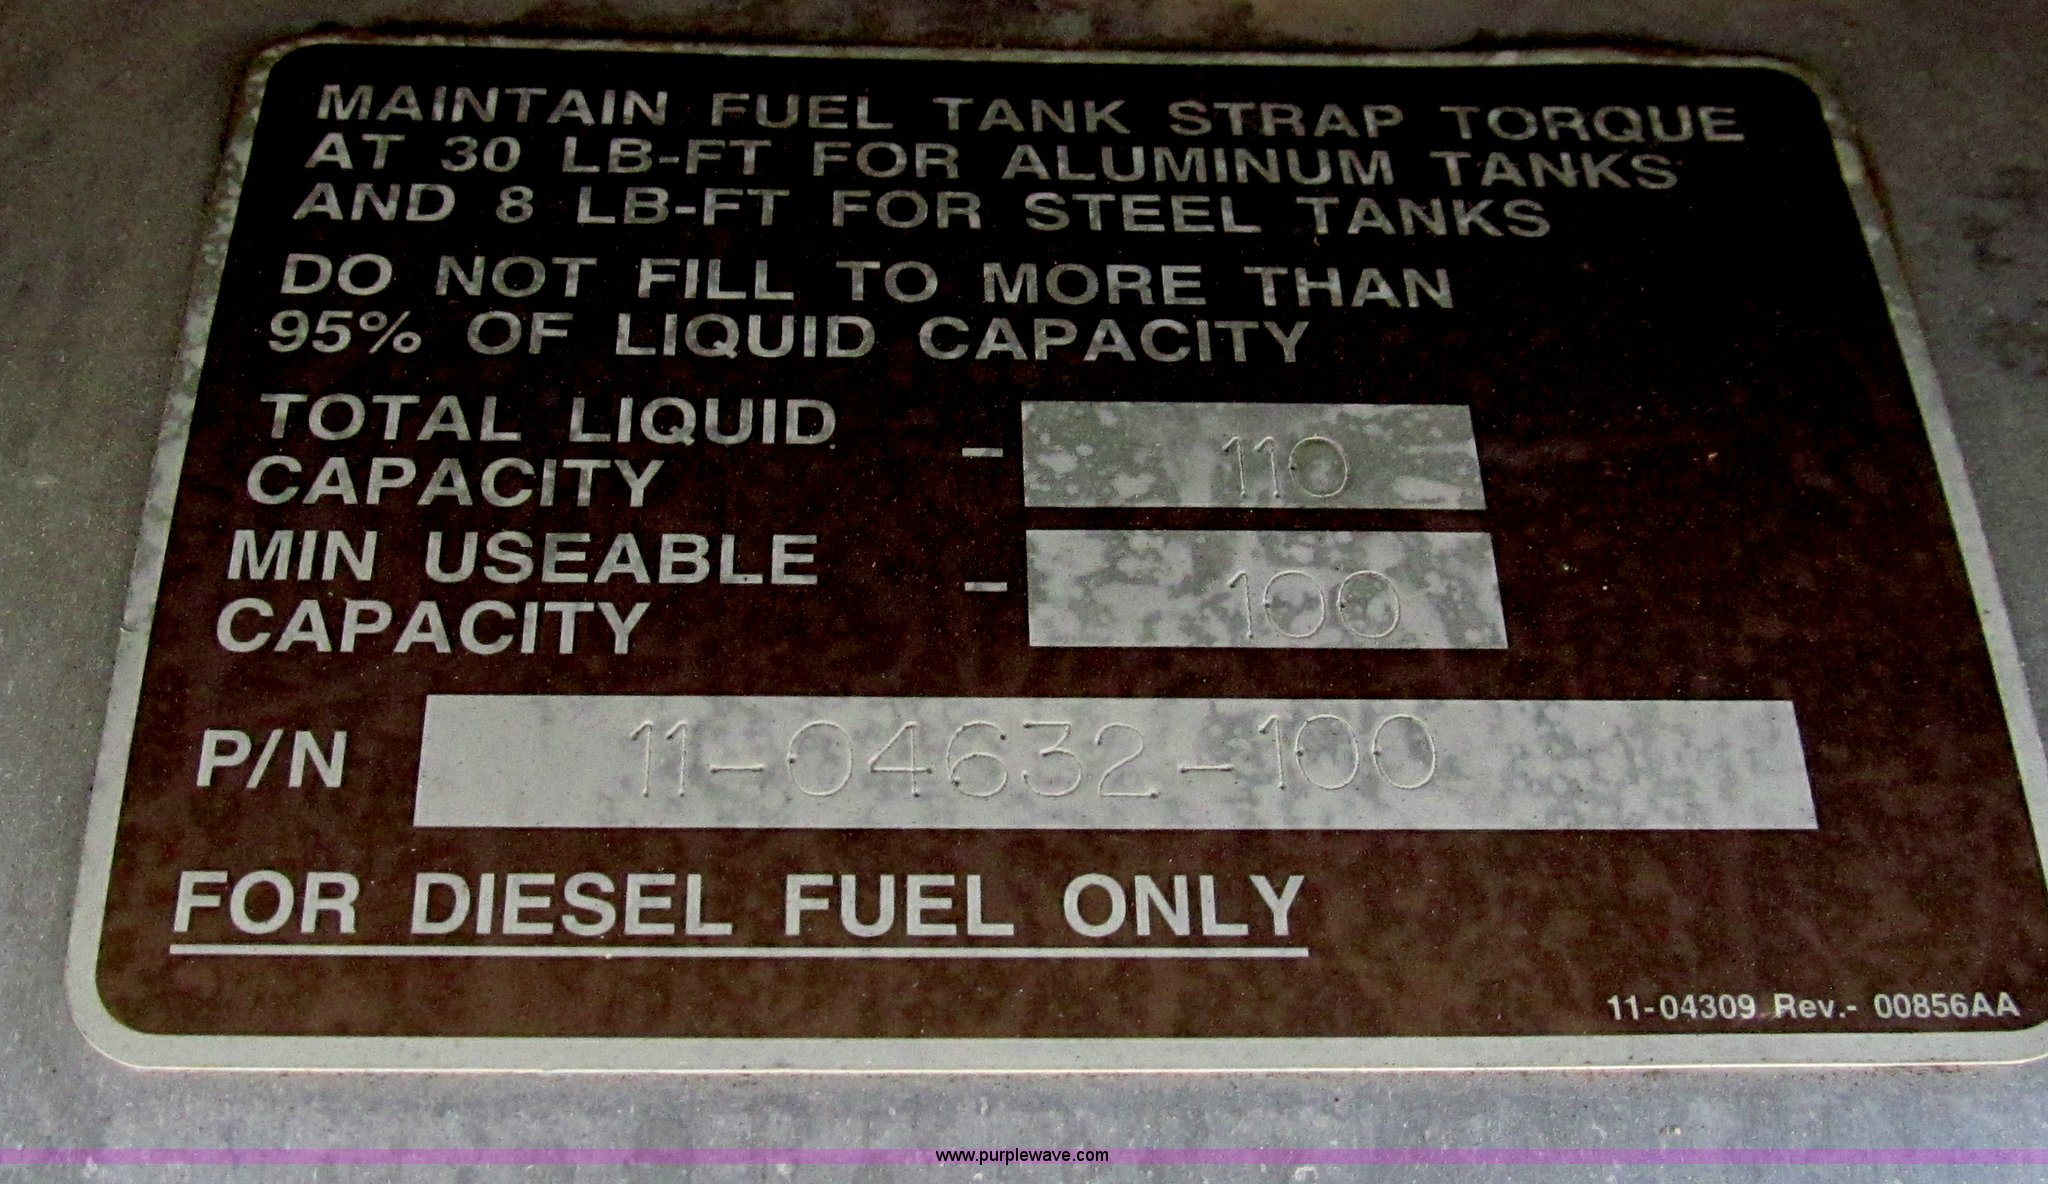 MAINTAIN FUEL TANK STRAP TORQUE
AT 30 LB-FT FOR ALUMINUM TANKS
AND 8 LB-FT FOR STEEL TANKS
DO NOT FILL TO MORE THAN
95% OF LIQUID CAPACITY
TOTAL LIQUID
CAPACITY - 110
MIN USEABLE
CAPACITY - 100
P/N 11-04632-100
FOR DIESEL FUEL ONLY
11-04309 Rev.- 00856AA
www.purplewave.com